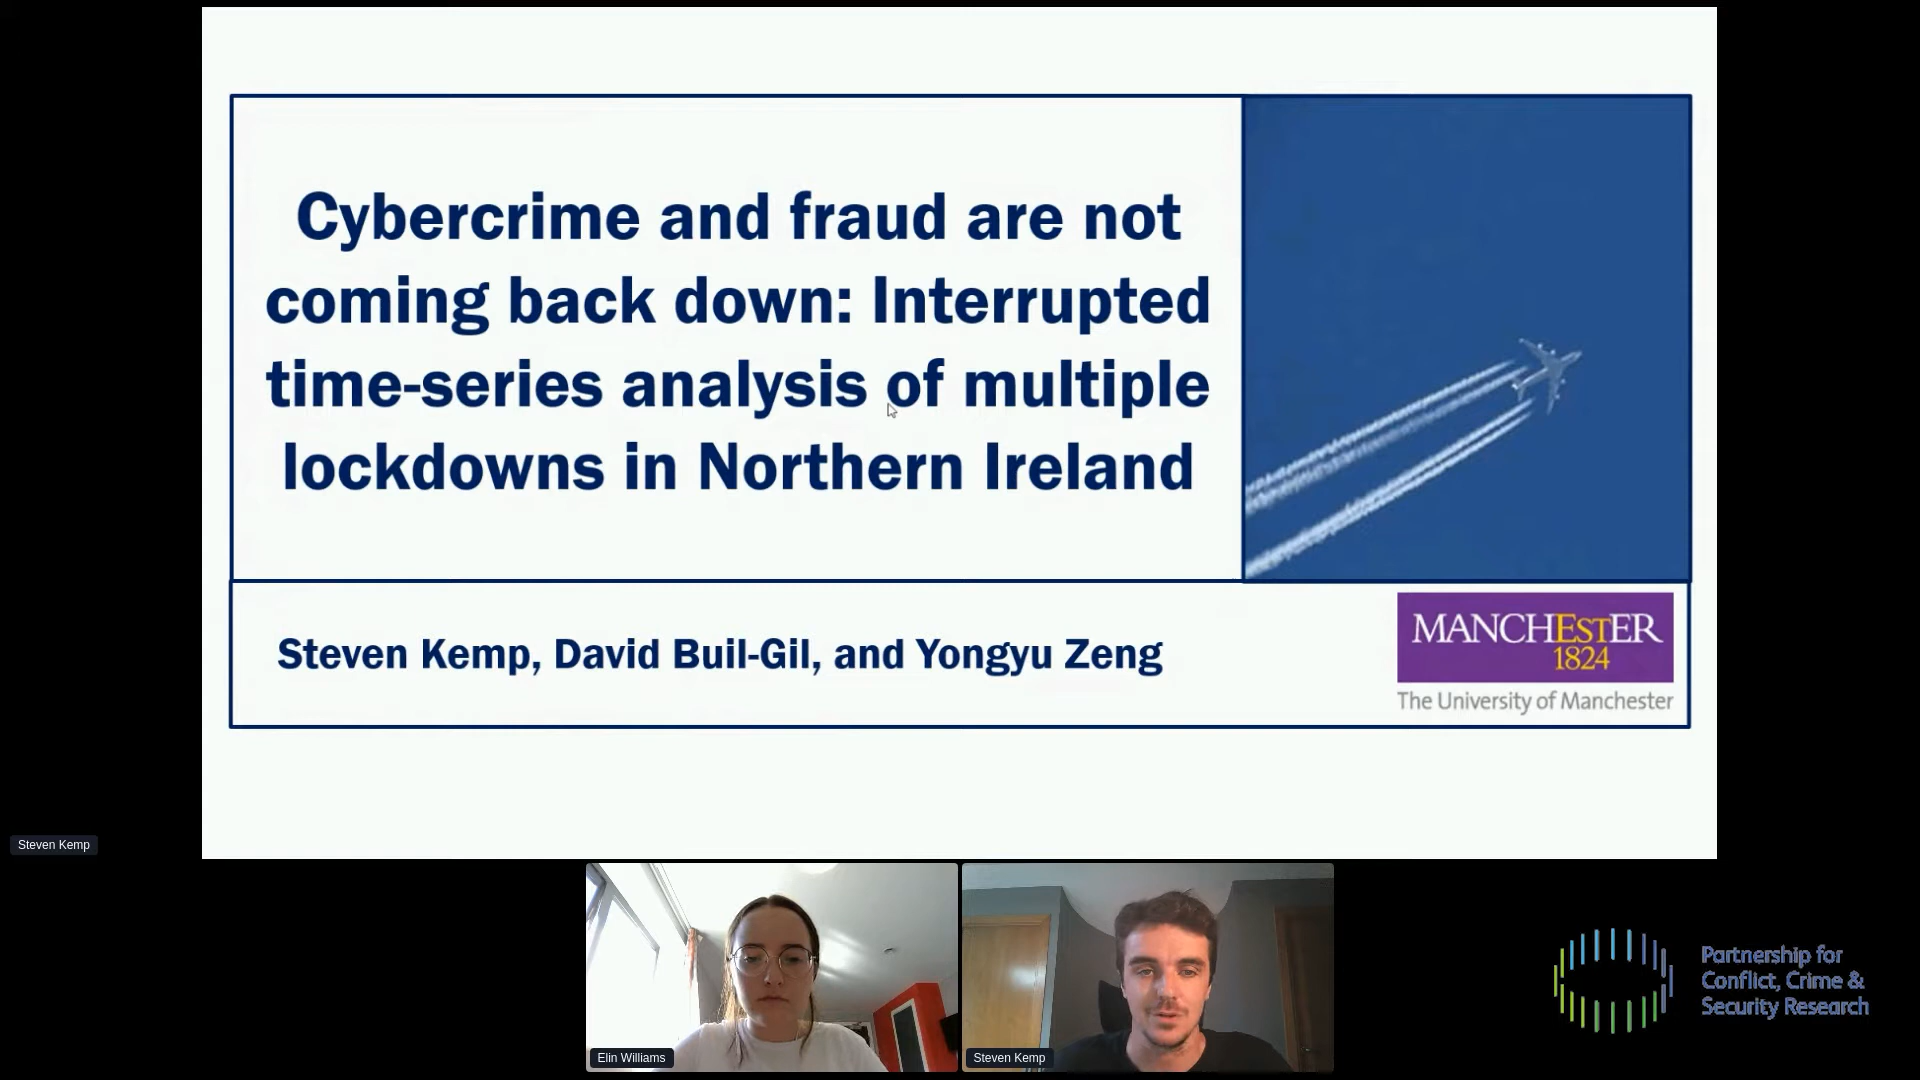 Cybercrime and fraud are not
coming back down: Interrupted
time-series analysis of multiple
lockdowns in Northern Ireland
Steven Kemp, David Buil-Gil, and Yongyu Zeng
MANCHESTER
1824
The University of Manchester
Steven Kemp
Elin Williams
Steven Kemp
Partnership for
Conflict, Crime &
Security Research